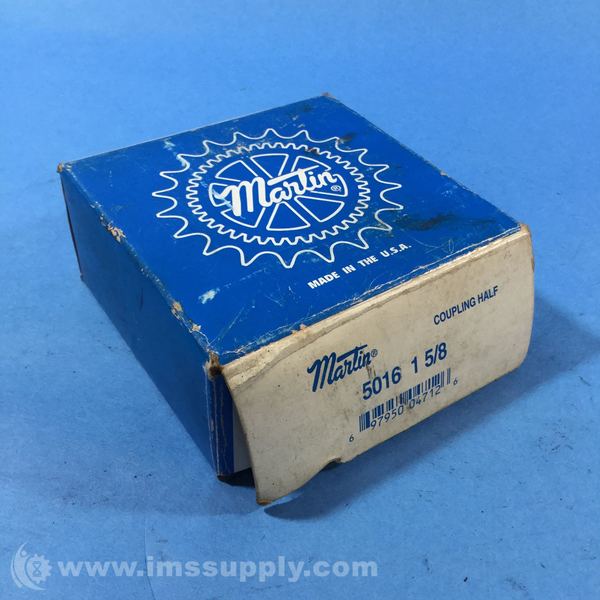 Martin®
MADE IN THE U.S.A.
COUPLING HALF
Martin®
5016 1 5/8
6 97950 04712 6
www.imssupply.com